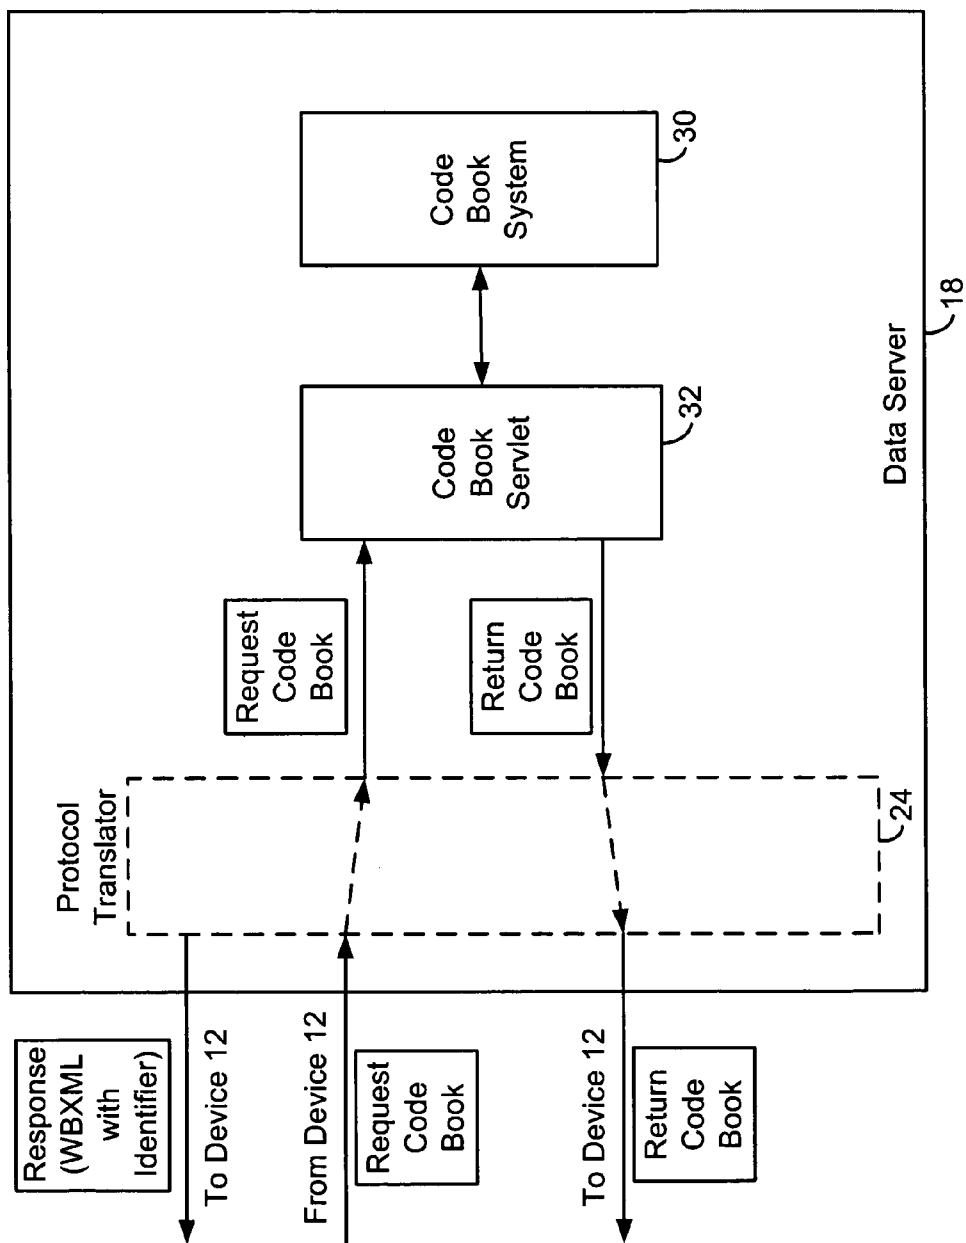 Response
(WBXML
with
Identifier)
To Device 12
From Device 12
Request
Code
Book
To Device 12
Return
Code
Book
Protocol
Translator
24
Request
Code
Book
Return
Code
Book
Code
Book
Servlet
32
Code
Book
System
30
Data Server
18